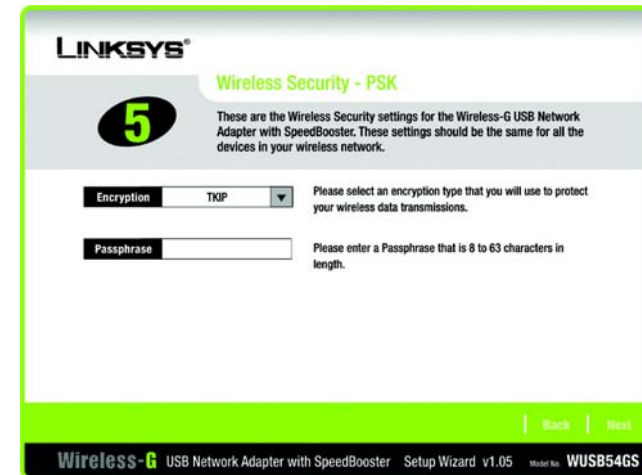 LINKSYS®
Wireless Security - PSK
5
These are the Wireless Security settings for the Wireless-G USB Network
Adapter with SpeedBooster. These settings should be the same for all the
devices in your wireless network.
Encryption TKIP Please select an encryption type that you will use to protect
your wireless data transmissions.
Passphrase Please enter a Passphrase that is 8 to 63 characters in
length.
Back Next
Wireless-G USB Network Adapter with SpeedBooster Setup Wizard v1.05 Model No. WUSB54GS